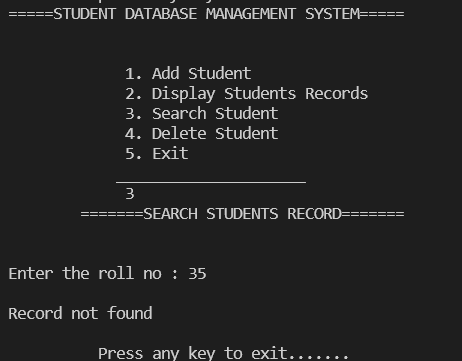 =====STUDENT DATABASE MANAGEMENT SYSTEM=====
1. Add Student
2. Display Students Records
3. Search Student
4. Delete Student
5. Exit
_____________________
3
=======SEARCH STUDENTS RECORD=======
Enter the roll no : 35
Record not found
Press any key to exit.......